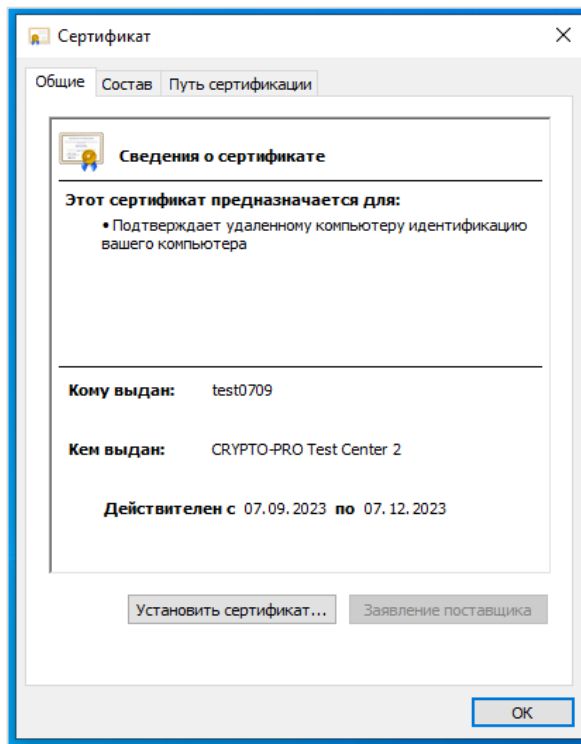 Сертификат
Общие Состав Путь сертификации
Сведения о сертификате
Этот сертификат предназначается для:
• Подтверждает удаленному компьютеру идентификацию
вашего компьютера
Кому выдан: test0709
Кем выдан: CRYPTO-PRO Test Center 2
Действителен с 07.09.2023 по 07.12.2023
Установить сертификат... Заявление поставщика
ОК